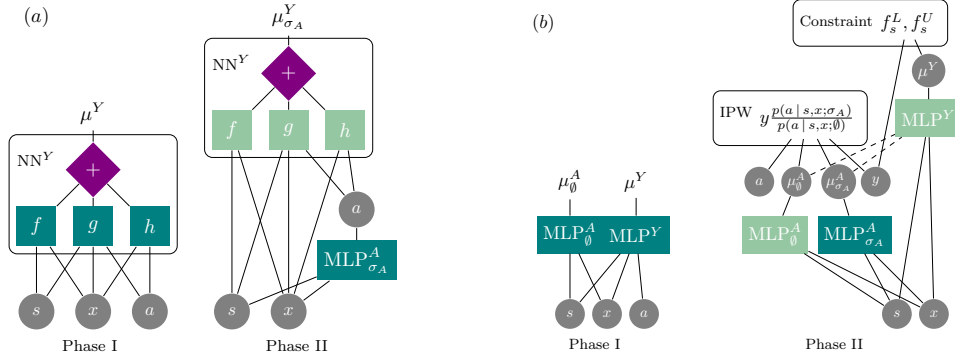 (a)
μ^Y
NN^Y
+
f g h
s x a
Phase I
μ^Y_{σ_A}
NN^Y
+
f g h
a
MLP^A_{σ_A}
s x
Phase II
(b)
μ^A_∅ μ^Y
MLP^A_∅ MLP^Y
s x a
Phase I
Constraint f^L_s, f^U_s
μ^Y
IPW y p(a | s,x;σ_A) / p(a | s,x;∅)
MLP^Y
a μ^A_∅ μ^A_{σ_A} y
MLP^A_∅ MLP^A_{σ_A}
s x
Phase II